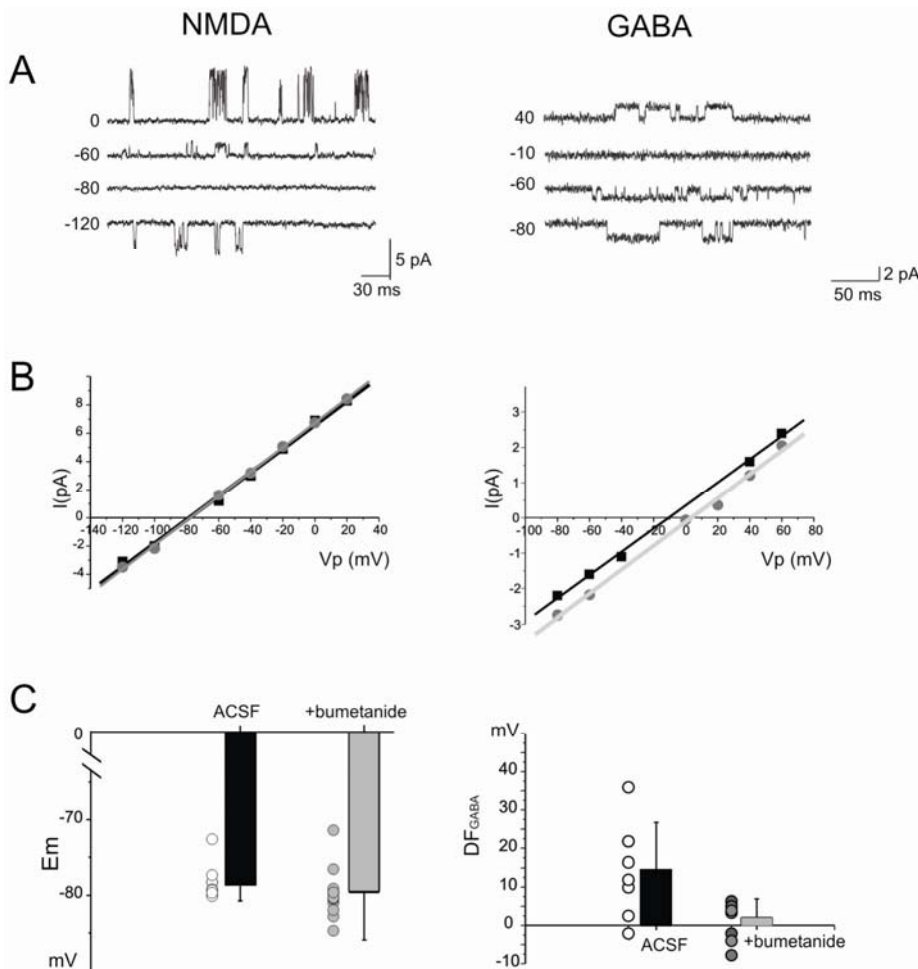 NMDA
GABA
A
0
-60
-80
-120
5 pA
30 ms
40
-10
-60
-80
2 pA
50 ms
B
I(pA)
8
6
4
2
0
-2
-4
-140 -120 -100 -80 -60 -40 -20 0 20 40
Vp (mV)
I(pA)
3
2
1
0
-1
-2
-3
-100 -80 -60 -40 -20 0 20 40 60 80
Vp (mV)
C
ACSF
+bumetanide
0
-70
-80
Em
mV
mV
50
40
30
20
10
0
-10
DFGABA
ACSF
+bumetanide